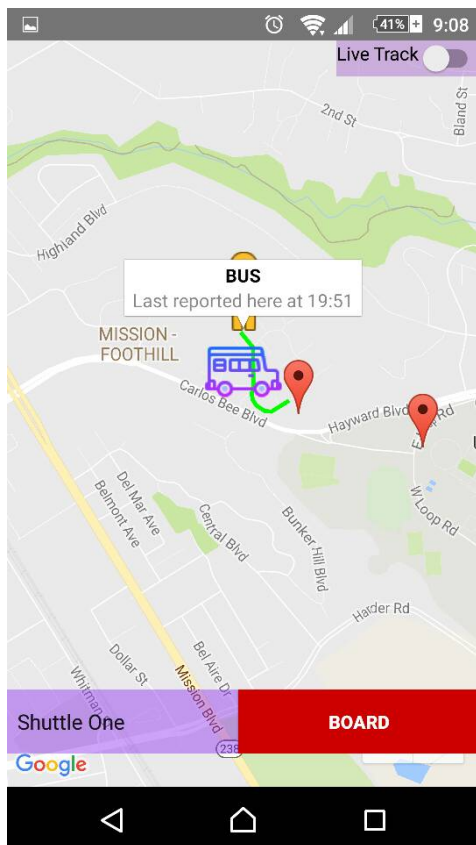 41%
9:08
Live Track
2nd St
Bland St
Highland Blvd
BUS
Last reported here at 19:51
MISSION -
FOOTHILL
Carlos Bee Blvd
Hayward Blvd
Rd
W Loop Rd
Del Mar Ave
Belmont Ave
Central Blvd
Bunker Hill Blvd
Harder Rd
Dollar St
Bel Aire Dr
Whitman
Mission Blvd
Shuttle One
BOARD
238
Google